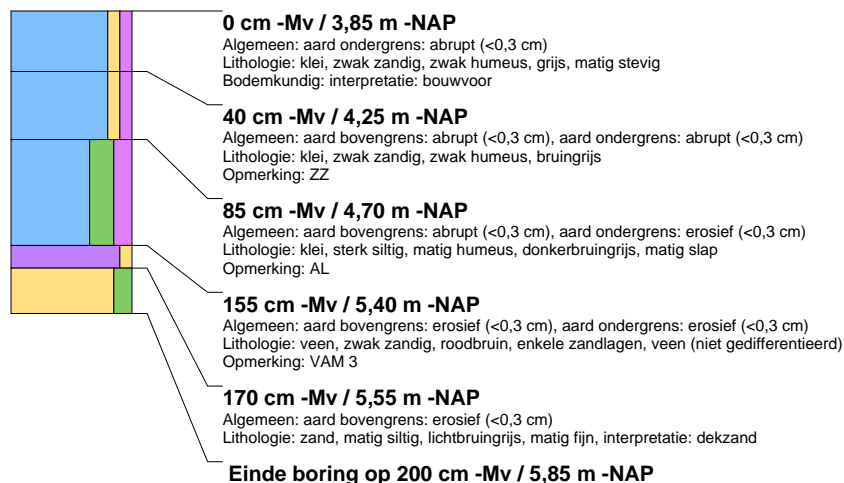 0 cm -Mv / 3,85 m -NAP
Algemeen: aard ondergrens: abrupt (<0,3 cm)
Lithologie: klei, zwak zandig, zwak humeus, grijs, matig stevig
Bodemkundig: interpretatie: bouwvoor
40 cm -Mv / 4,25 m -NAP
Algemeen: aard bovengrens: abrupt (<0,3 cm), aard ondergrens: abrupt (<0,3 cm)
Lithologie: klei, zwak zandig, zwak humeus, bruingrijs
Opmerking: ZZ
85 cm -Mv / 4,70 m -NAP
Algemeen: aard bovengrens: abrupt (<0,3 cm), aard ondergrens: erosief (<0,3 cm)
Lithologie: klei, sterk siltig, matig humeus, donkerbruingrijs, matig slap
Opmerking: AL
155 cm -Mv / 5,40 m -NAP
Algemeen: aard bovengrens: erosief (<0,3 cm), aard ondergrens: erosief (<0,3 cm)
Lithologie: veen, zwak zandig, roodbruin, enkele zandlagen, veen (niet gedifferentieerd)
Opmerking: VAM 3
170 cm -Mv / 5,55 m -NAP
Algemeen: aard bovengrens: erosief (<0,3 cm)
Lithologie: zand, matig siltig, lichtbruingrijs, matig fijn, interpretatie: dekzand
Einde boring op 200 cm -Mv / 5,85 m -NAP